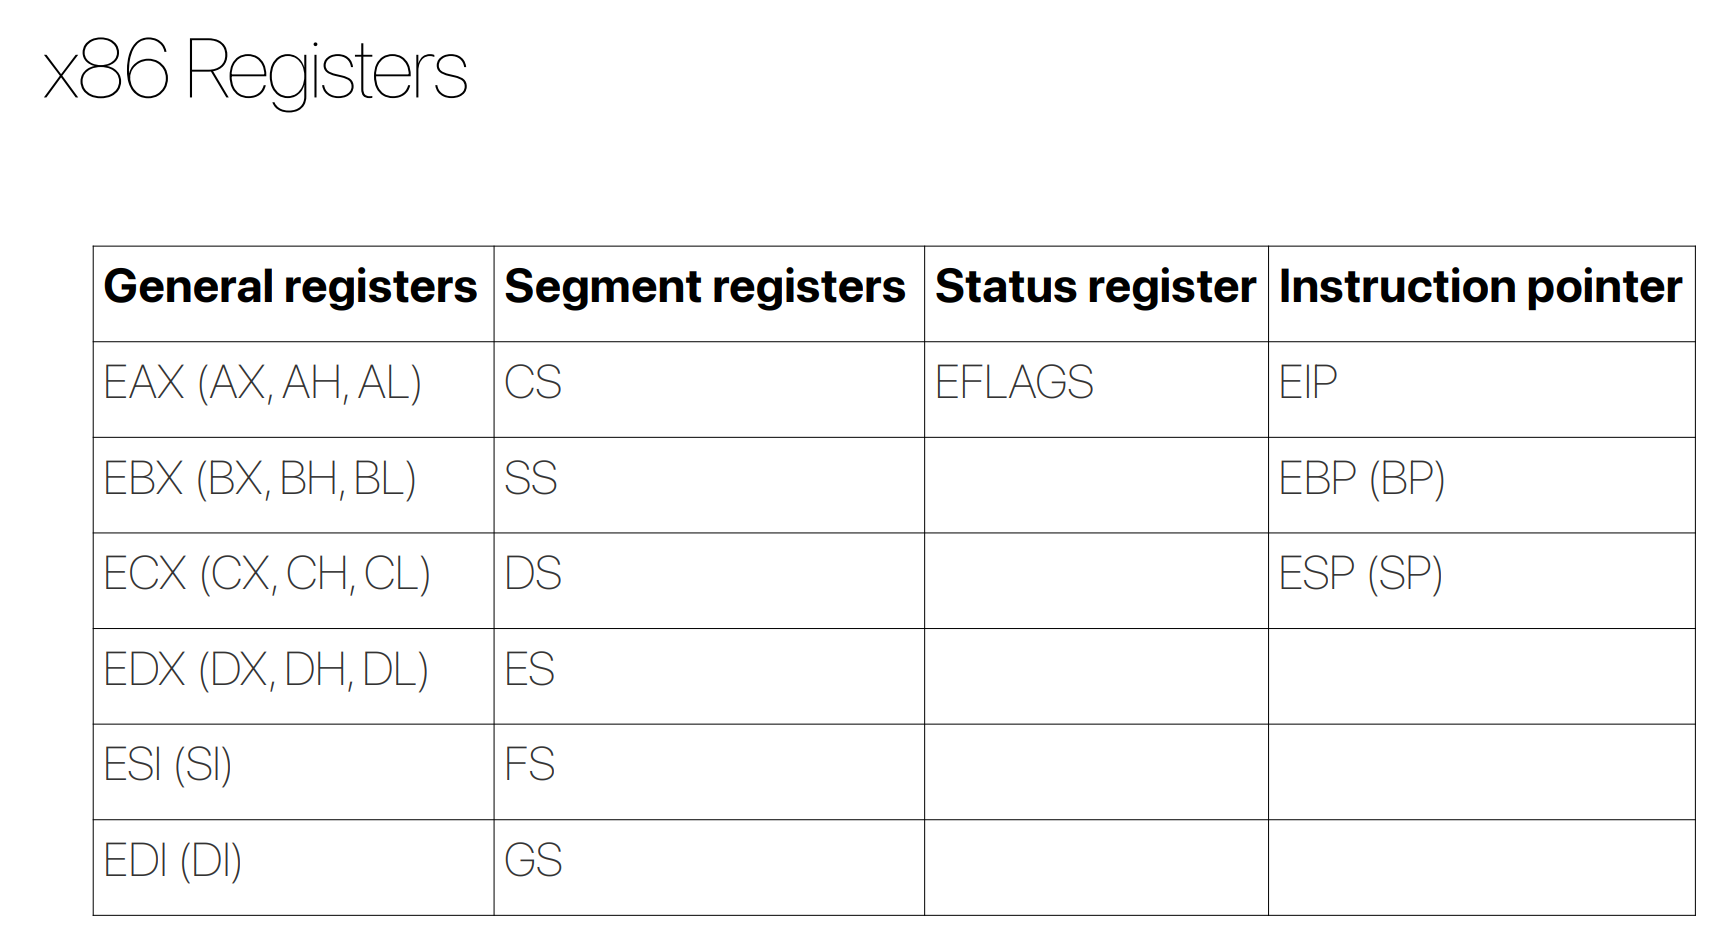 x86 Registers
General registers Segment registers Status register Instruction pointer
EAX (AX, AH, AL) CS EFLAGS EIP
EBX (BX, BH, BL) SS EBP (BP)
ECX (CX, CH, CL) DS ESP (SP)
EDX (DX, DH, DL) ES
ESI (SI) FS
EDI (DI) GS